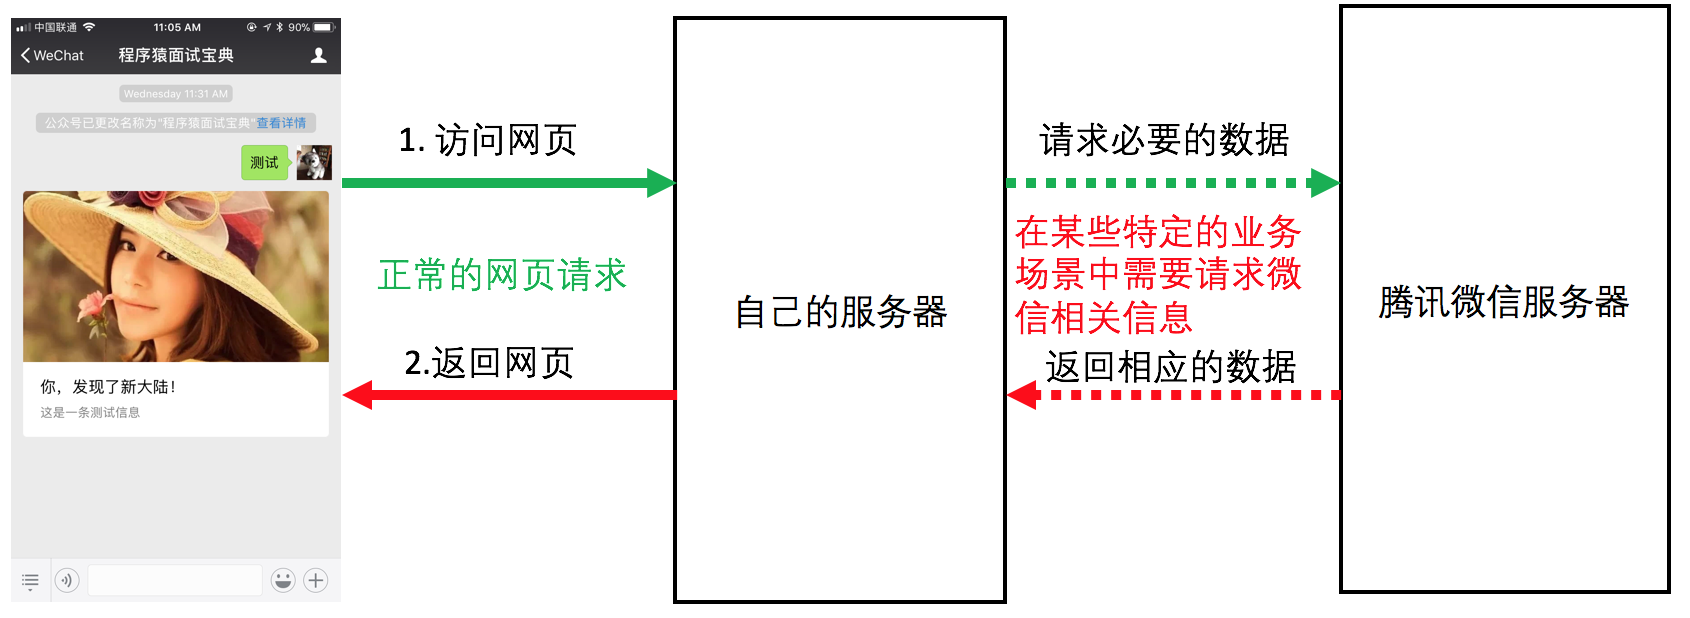 中国联通 11:05 AM 90%
WeChat 程序猿面试宝典
Wednesday 11:31 AM
公众号已更改名称为"程序猿面试宝典"查看详情
测试
你，发现了新大陆！
这是一条测试信息
1. 访问网页
正常的网页请求
2.返回网页
自己的服务器
请求必要的数据
在某些特定的业务
场景中需要请求微
信相关信息
返回相应的数据
腾讯微信服务器